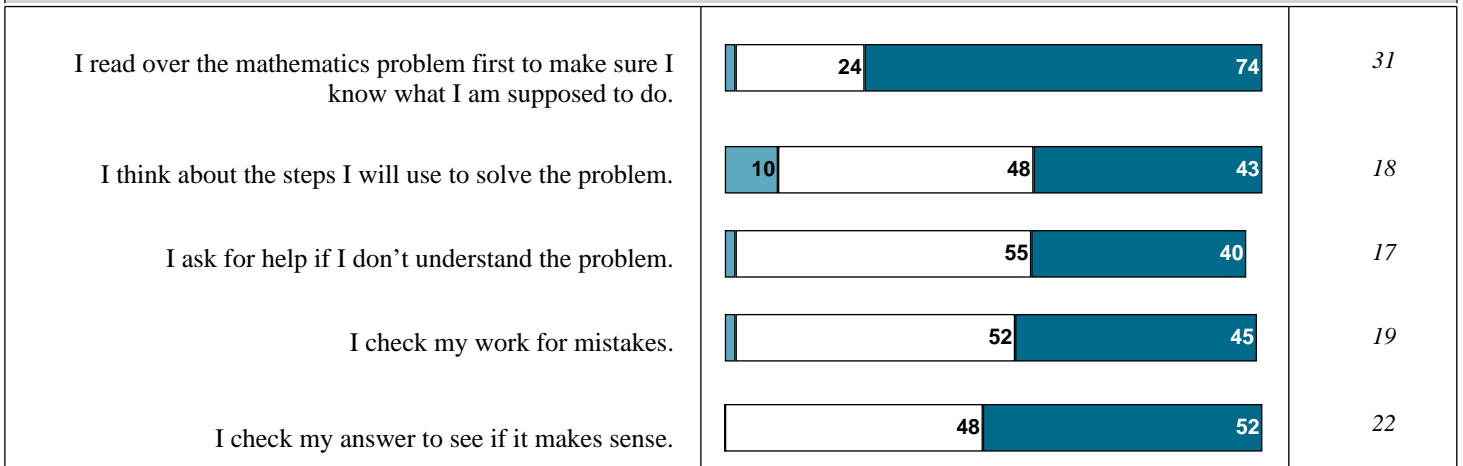 I read over the mathematics problem first to make sure I
know what I am supposed to do.
24 74 31
I think about the steps I will use to solve the problem.
10 48 43 18
I ask for help if I don’t understand the problem.
55 40 17
I check my work for mistakes.
52 45 19
I check my answer to see if it makes sense.
48 52 22